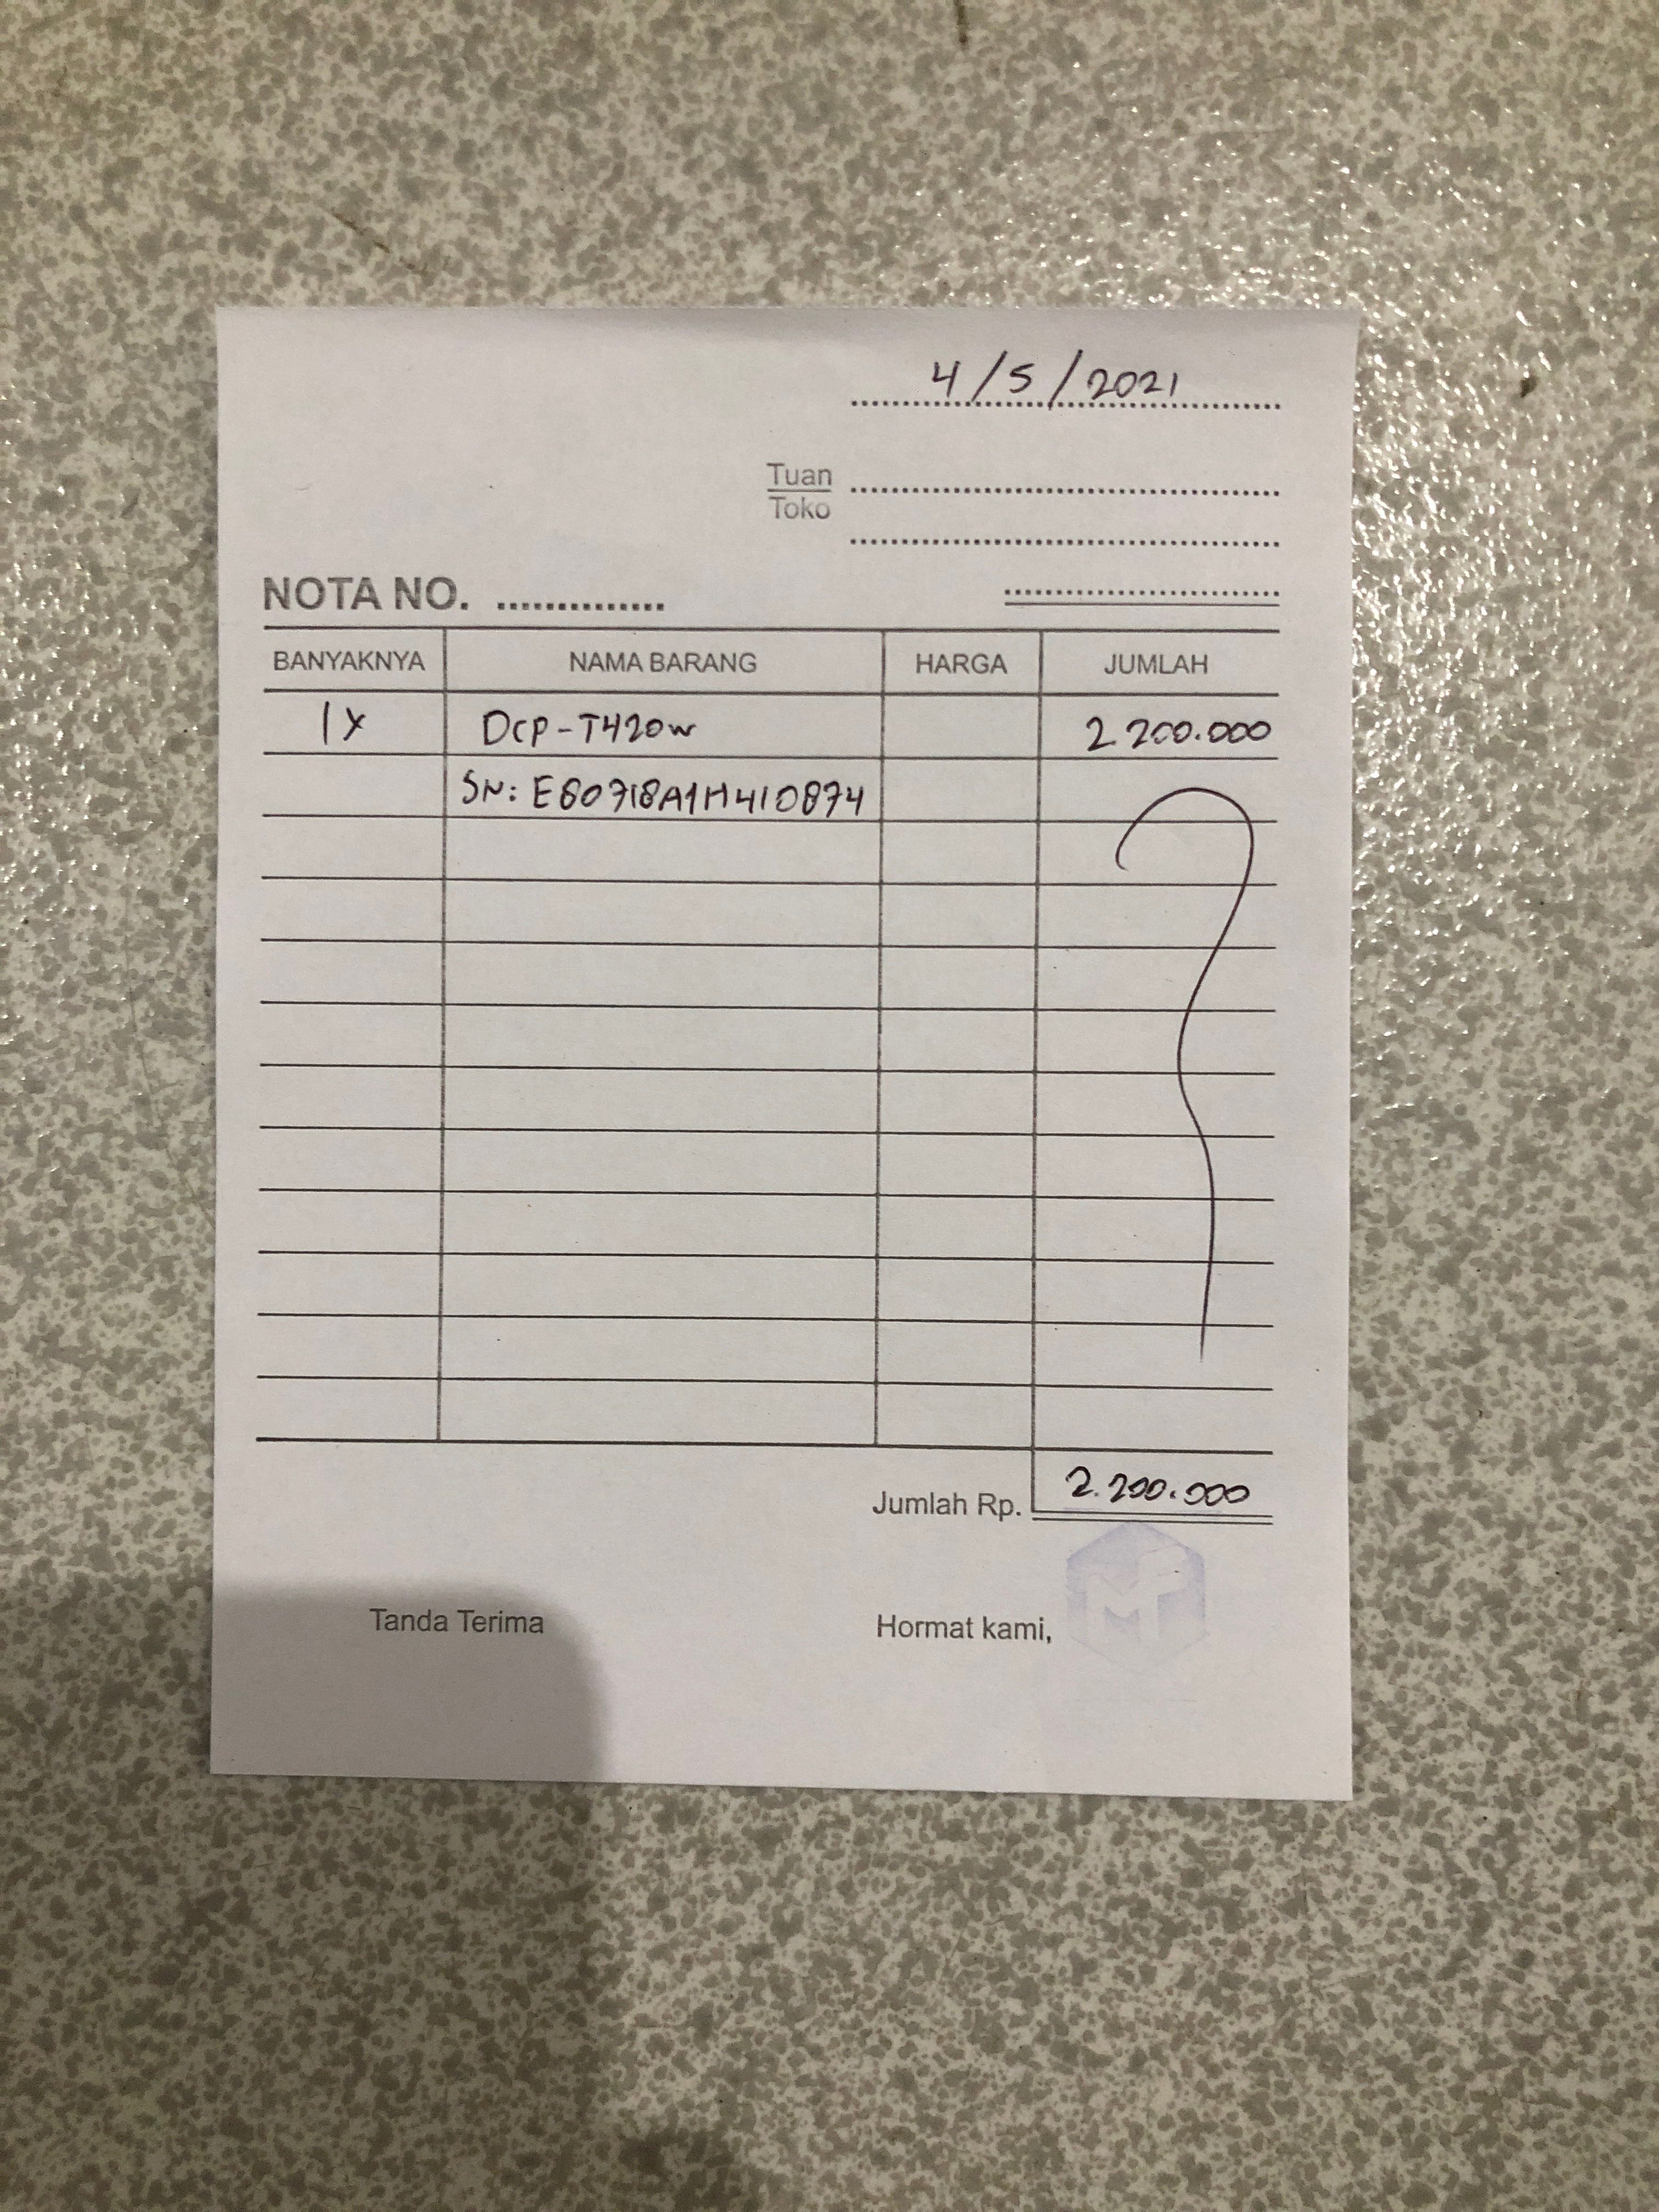 4/5/2021
Tuan
Toko
NOTA NO.
BANYAKNYA NAMA BARANG HARGA JUMLAH
1x DCP-T420W 2.200.000
SN: E80718A1H410874
Jumlah Rp. 2.200.000
Tanda Terima Hormat kami,
MF